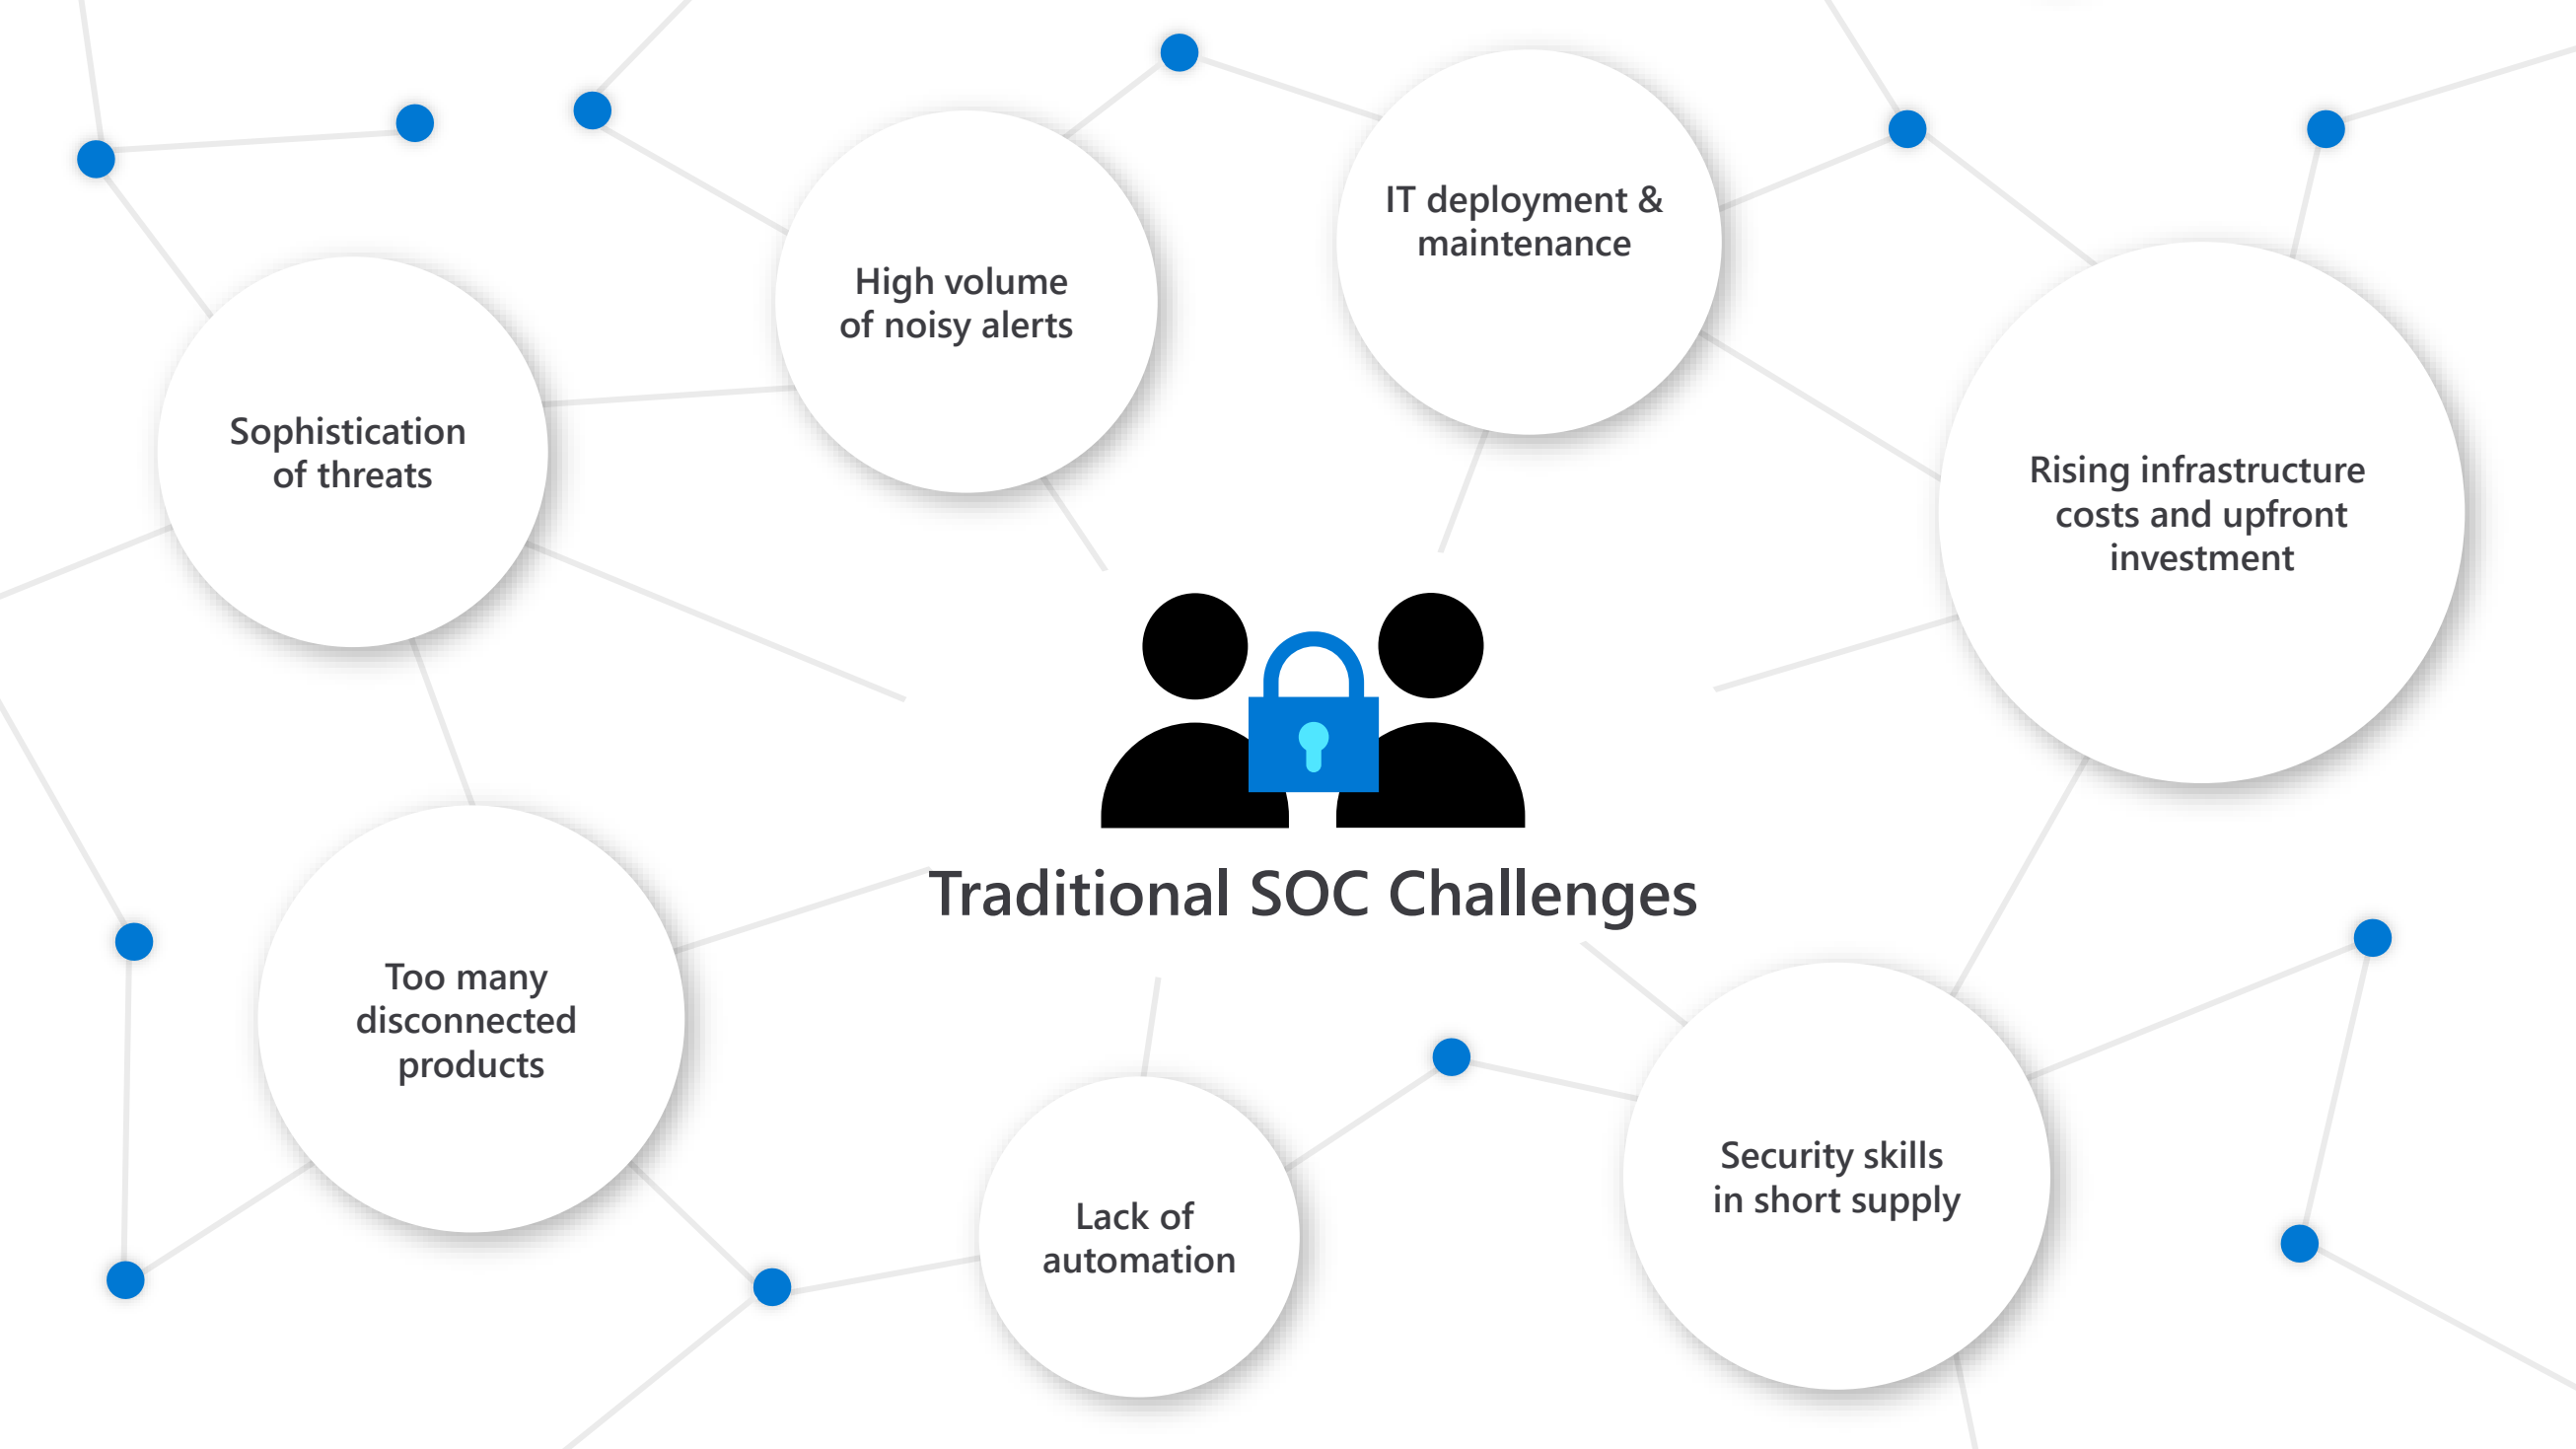 IT deployment &
maintenance
High volume
of noisy alerts
Sophistication
of threats
Rising infrastructure
costs and upfront
investment
Traditional SOC Challenges
Too many
disconnected
products
Security skills
in short supply
Lack of
automation